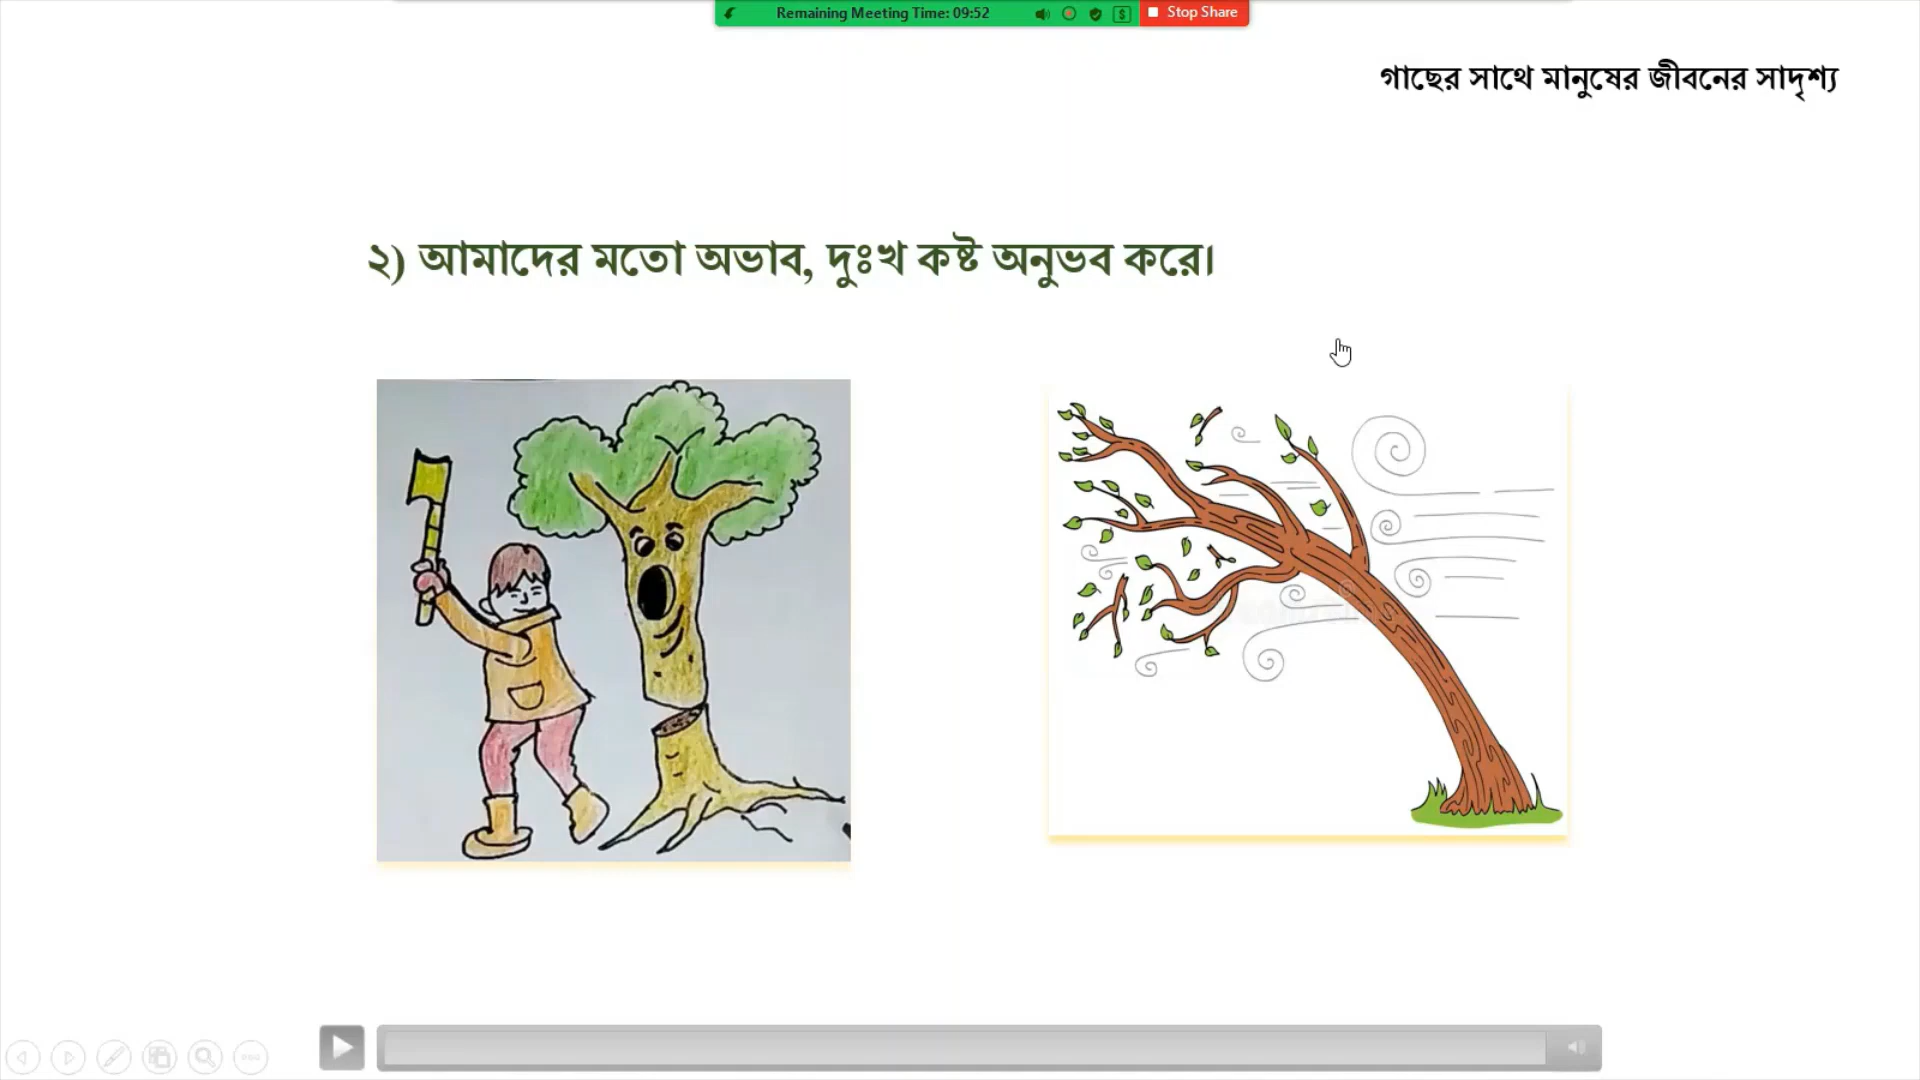 Remaining Meeting Time: 09:52
Stop Share
গাছের সাথে মানুষের জীবনের সাদৃশ্য
২) আমাদের মতো অভাব, দুঃখ কষ্ট অনুভব করে।